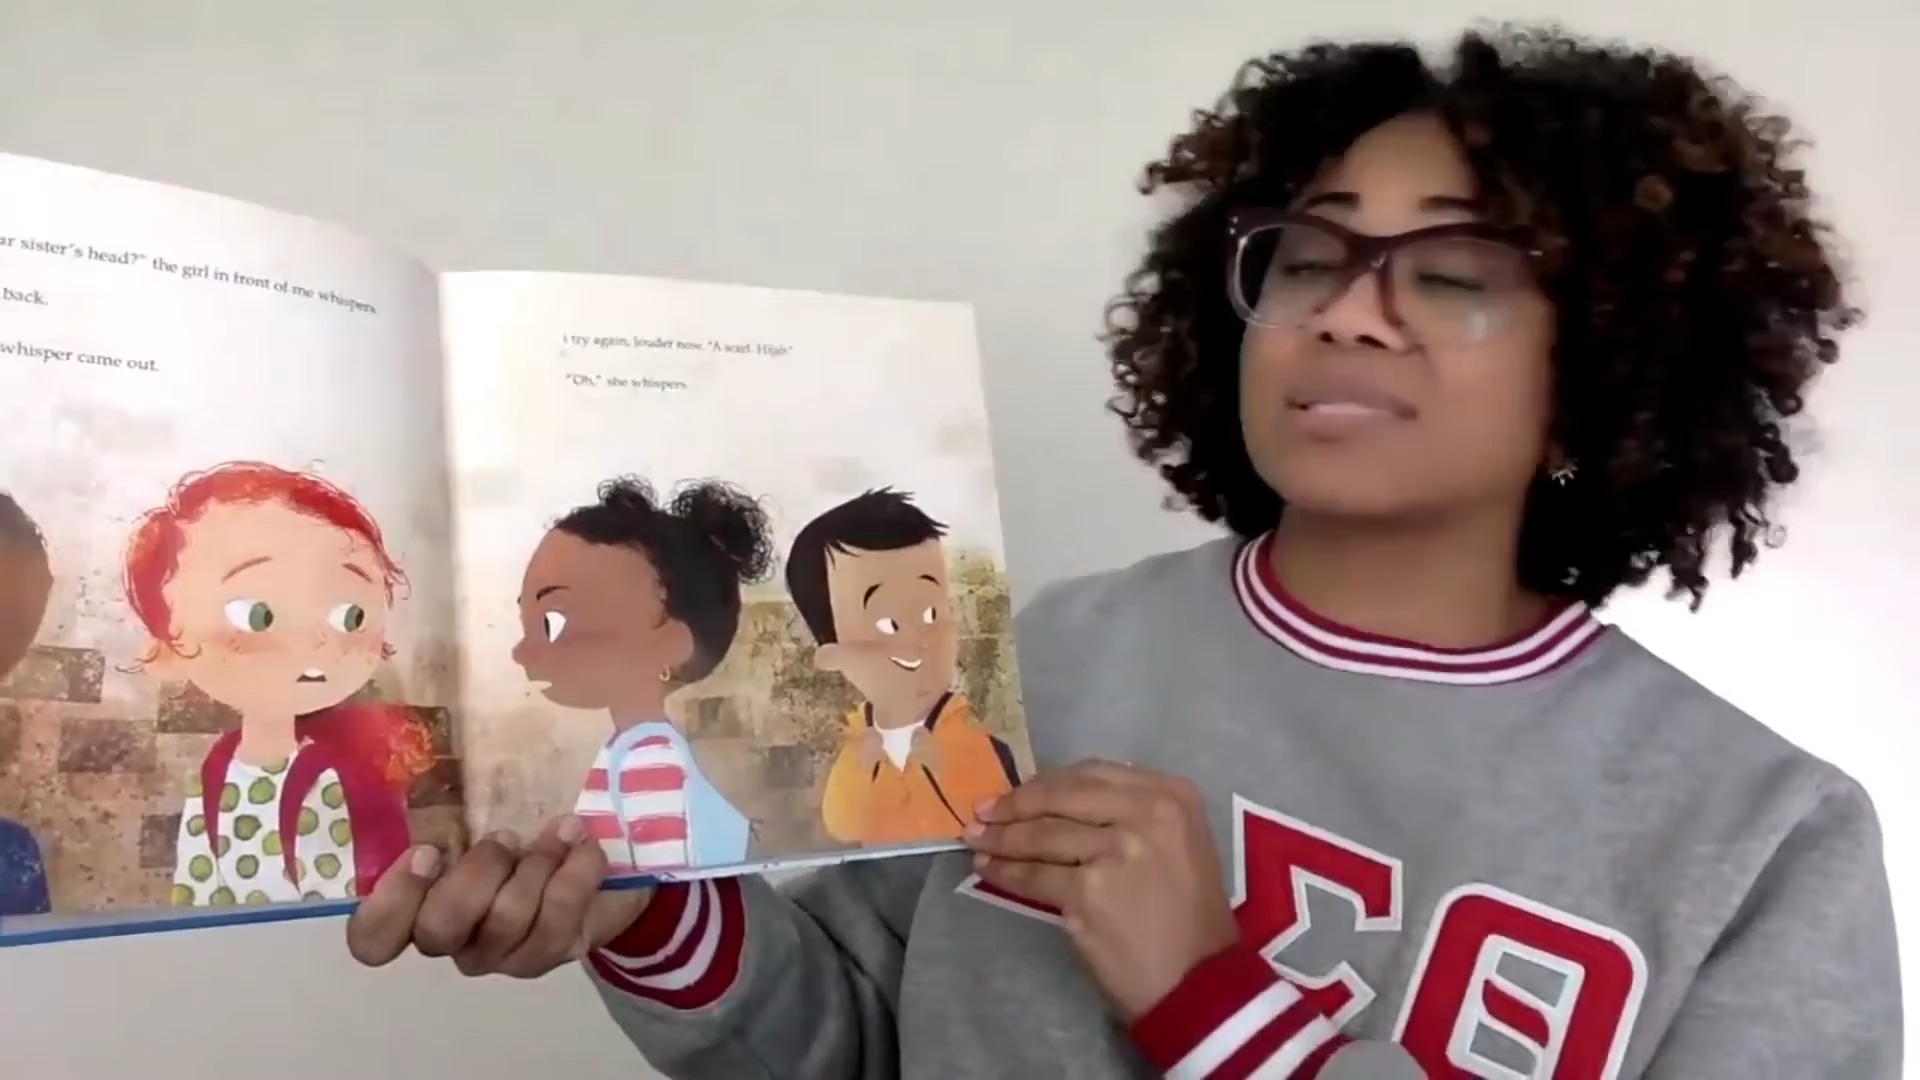 ar sister's head?" the girl in front of me whispers.
back.
whisper came out.
I try again, louder now. "A scarf. Hijab."
"Oh," she whispers.
ΣΘ